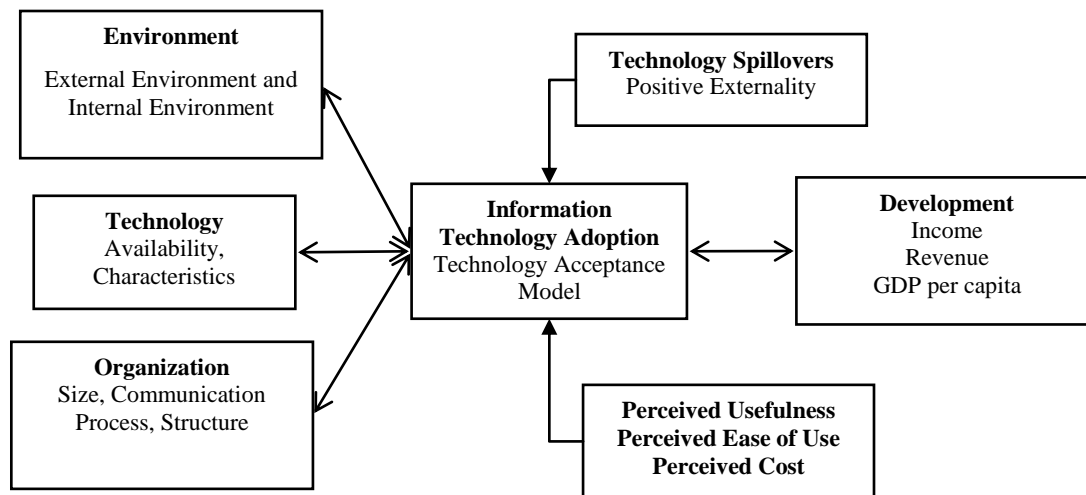 Environment
External Environment and
Internal Environment
Technology Spillovers
Positive Externality
Technology
Availability,
Characteristics
Information
Technology Adoption
Technology Acceptance
Model
Development
Income
Revenue
GDP per capita
Organization
Size, Communication
Process, Structure
Perceived Usefulness
Perceived Ease of Use
Perceived Cost